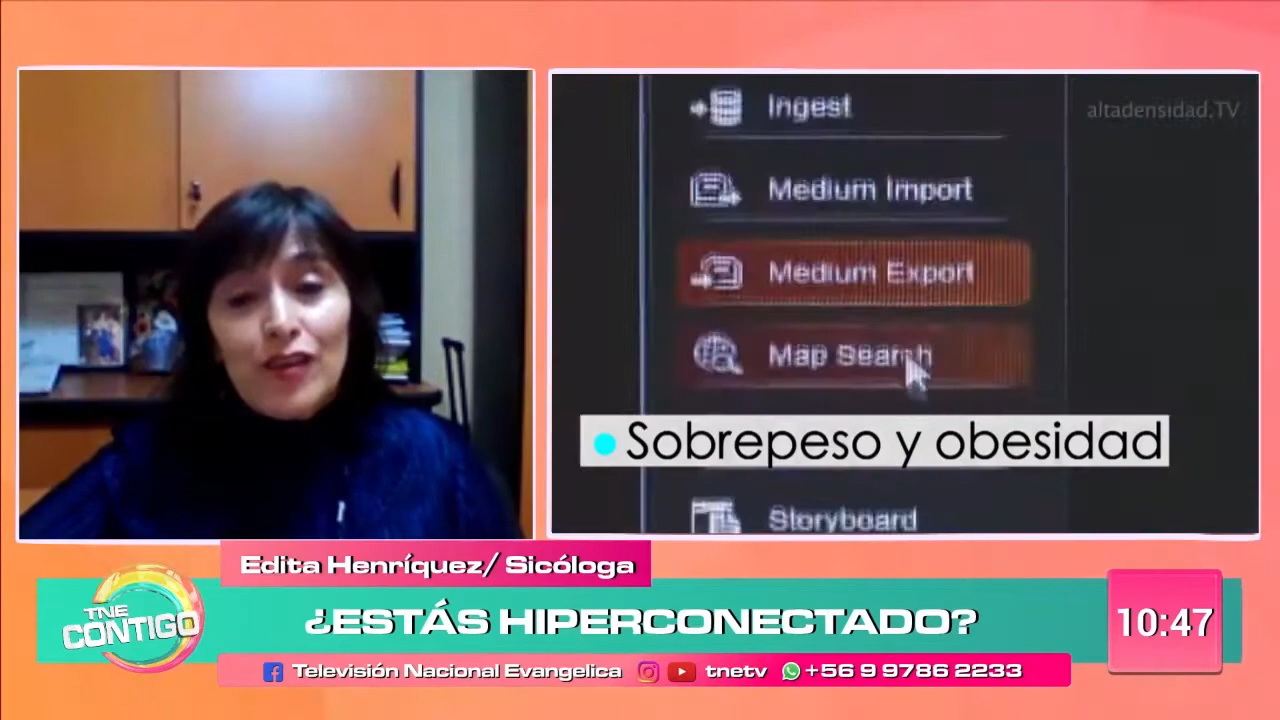 Ingest
altadensidad.TV
Medium Import
Medium Export
Map Search
Sobrepeso y obesidad
Storyboard
Edita Henríquez/ Sicóloga
TNE
CONTIGO
¿ESTÁS HIPERCONECTADO?
10:47
Televisión Nacional Evangelica tnetv +56 9 9786 2233